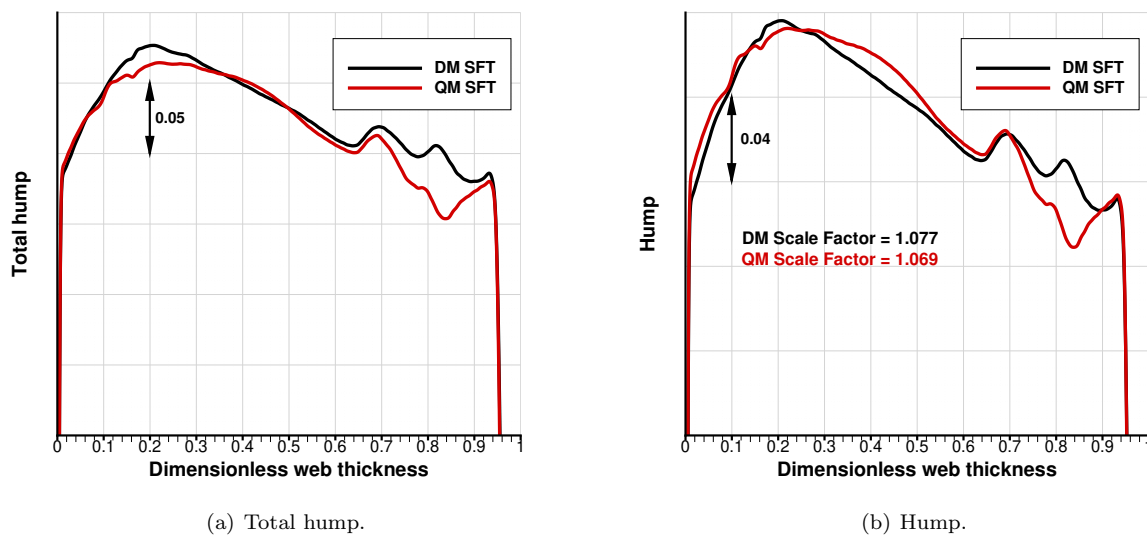 Total hump
DM SFT
QM SFT
0.05
0 0.1 0.2 0.3 0.4 0.5 0.6 0.7 0.8 0.9 1
Dimensionless web thickness
(a) Total hump.
Hump
DM SFT
QM SFT
0.04
DM Scale Factor = 1.077
QM Scale Factor = 1.069
0 0.1 0.2 0.3 0.4 0.5 0.6 0.7 0.8 0.9 1
Dimensionless web thickness
(b) Hump.